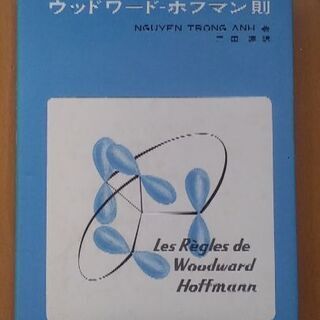 ウッドワード-ホフマン則
NGUYEN TRONG ANH 著
田 訳
Les Règles de
Woodward
Hoffmann